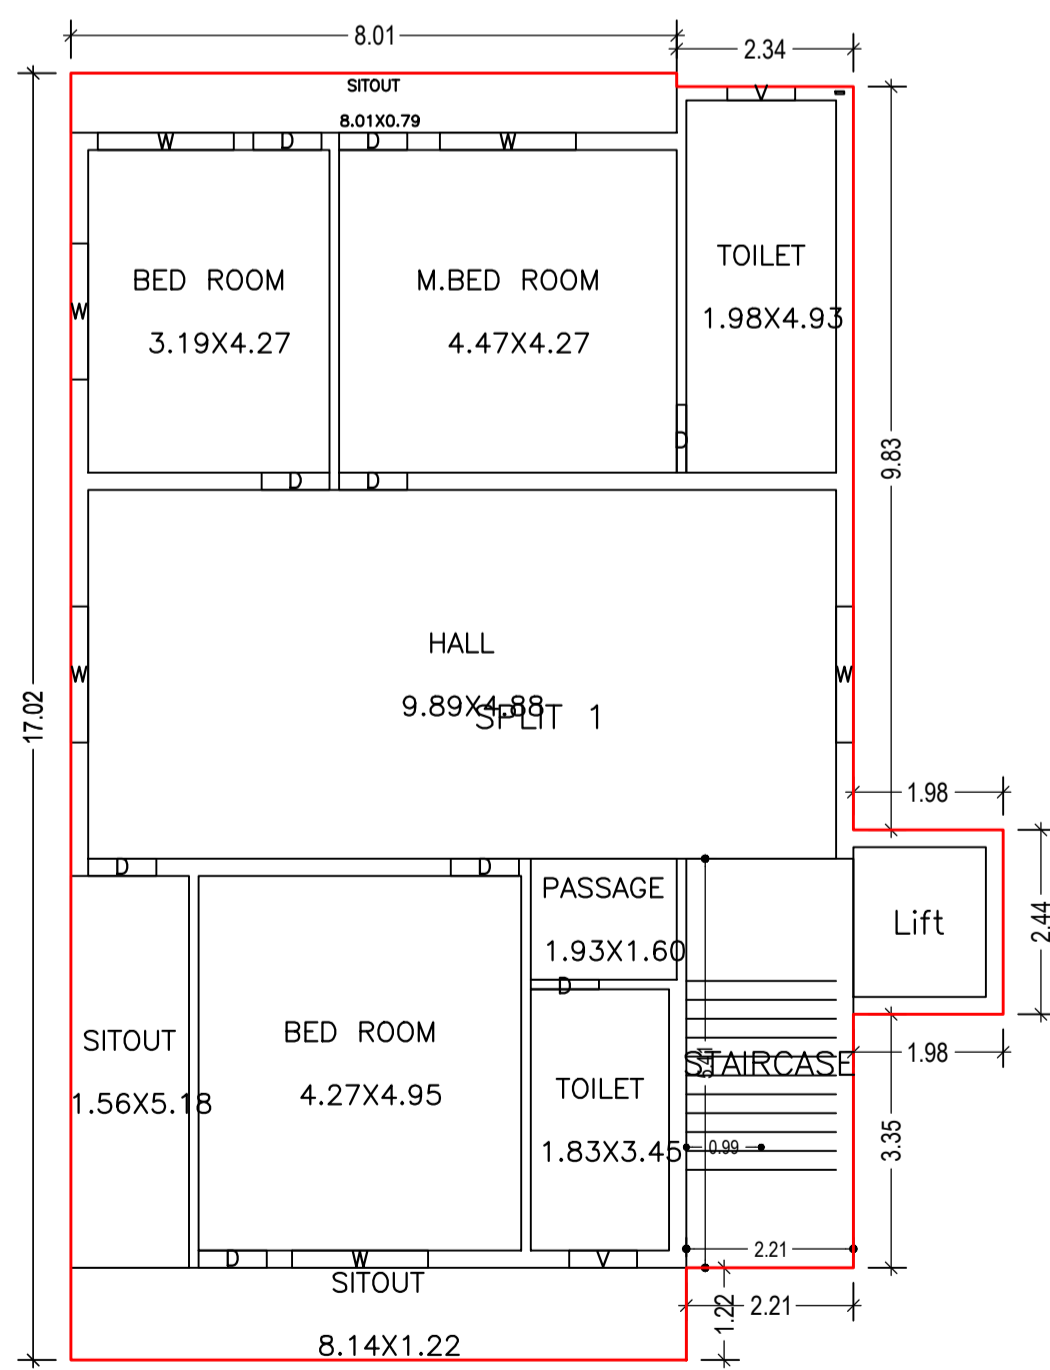 8.01
2.34
SITOUT
8.01X0.79
V
W D D W
BED ROOM
3.19X4.27
M.BED ROOM
4.47X4.27
TOILET
1.98X4.93
W
D
D D
9.83
17.02
HALL
9.89X4.88
SPLIT 1
W
W
1.98
D D
PASSAGE
1.93X1.60
Lift
2.44
D
SITOUT
1.56X5.18
BED ROOM
4.27X4.95
TOILET
1.83X3.45
STAIRCASE
5.41
0.99
1.98
3.35
D W V
2.21
SITOUT
8.14X1.22
1.22
2.21